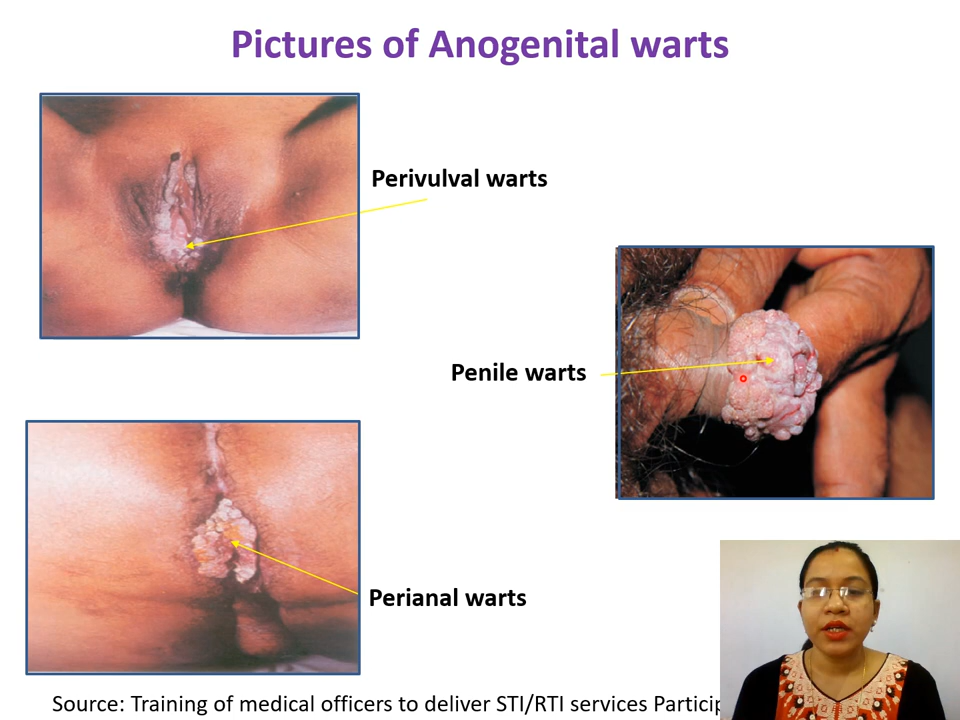 Pictures of Anogenital warts
Perivulval warts
Penile warts
Perianal warts
Source: Training of medical officers to deliver STI/RTI services